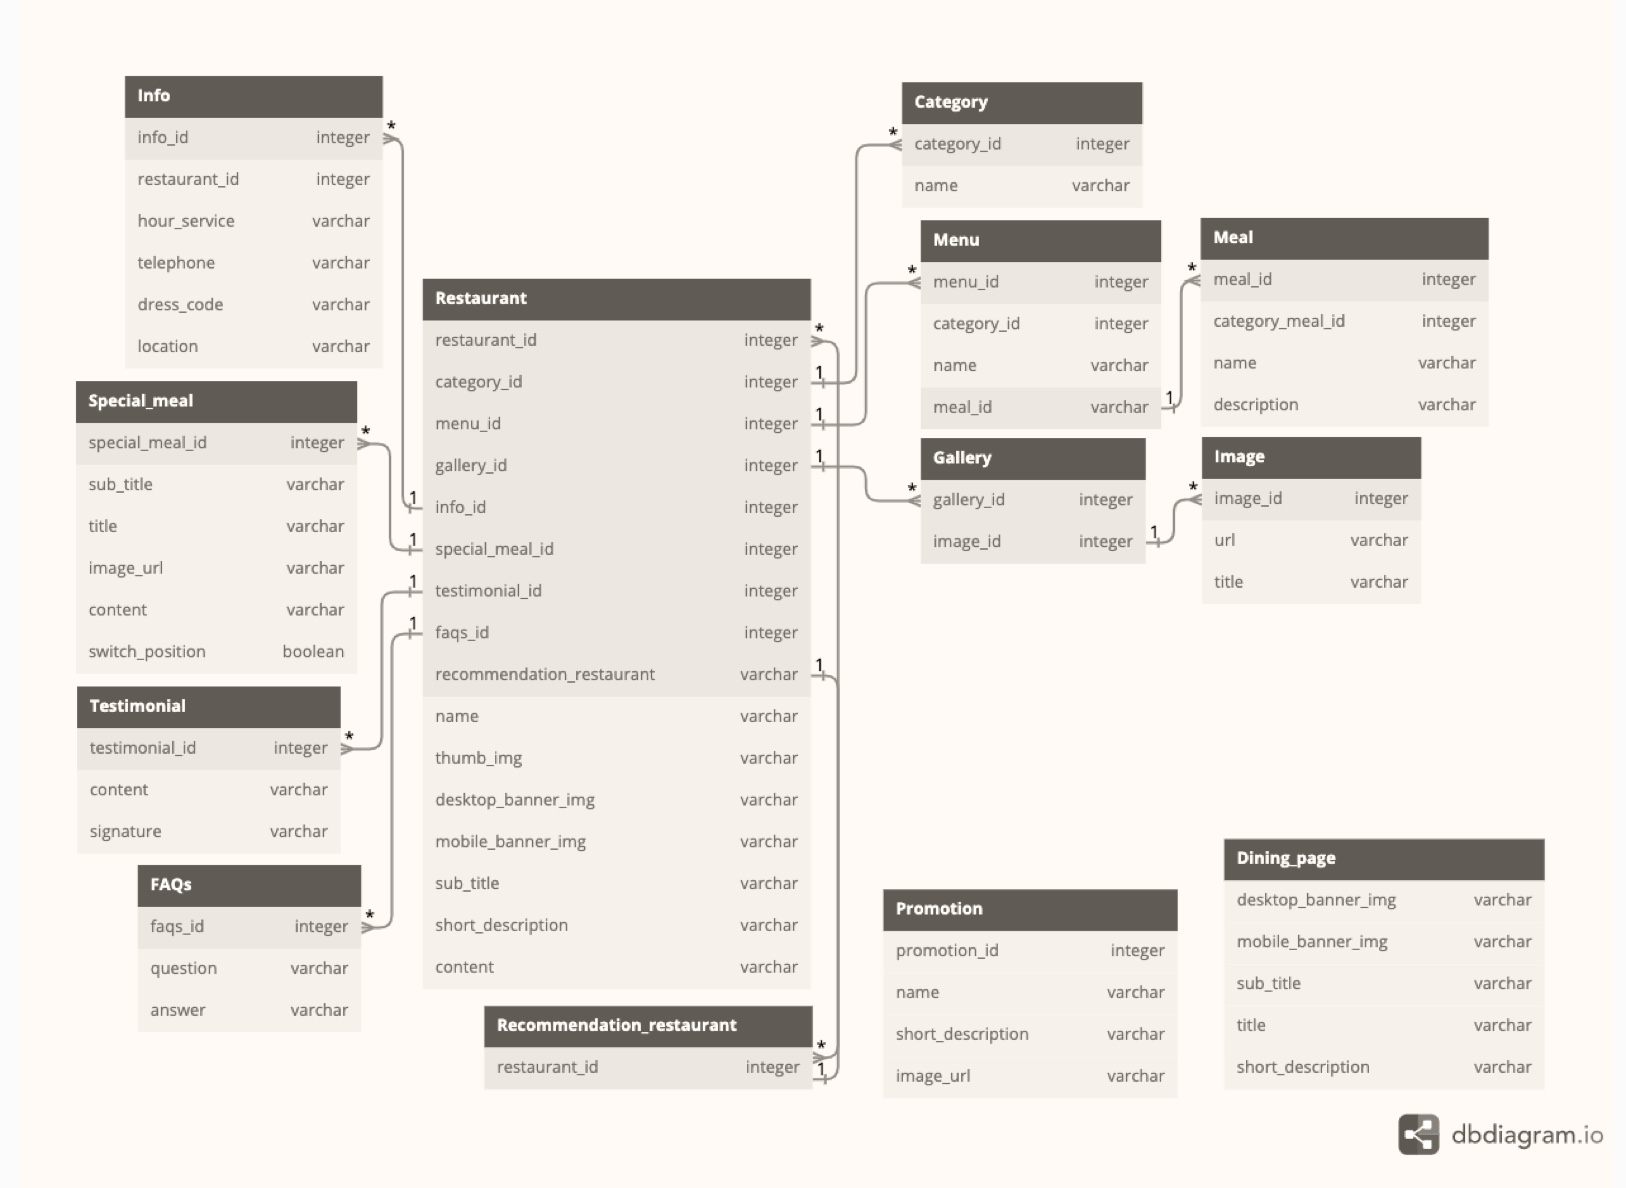 Info
info_id integer
restaurant_id integer
hour_service varchar
telephone varchar
dress_code varchar
location varchar
*
Special_meal
special_meal_id integer
sub_title varchar
title varchar
image_url varchar
content varchar
switch_position boolean
*
Testimonial
testimonial_id integer
content varchar
signature varchar
*
FAQs
faqs_id integer
question varchar
answer varchar
*
Restaurant
restaurant_id integer
category_id integer
menu_id integer
gallery_id integer
1 info_id integer
1 special_meal_id integer
1 testimonial_id integer
1 faqs_id integer
recommendation_restaurant varchar
name varchar
thumb_img varchar
desktop_banner_img varchar
mobile_banner_img varchar
sub_title varchar
short_description varchar
content varchar
*
1
1
1
1
Recommendation_restaurant
restaurant_id integer
*
1
Category
category_id integer
name varchar
*
Menu
menu_id integer
category_id integer
name varchar
meal_id varchar
*
1
Meal
meal_id integer
category_meal_id integer
name varchar
description varchar
*
Gallery
gallery_id integer
image_id integer
*
1
Image
image_id integer
url varchar
title varchar
*
Promotion
promotion_id integer
name varchar
short_description varchar
image_url varchar
Dining_page
desktop_banner_img varchar
mobile_banner_img varchar
sub_title varchar
title varchar
short_description varchar
dbdiagram.io